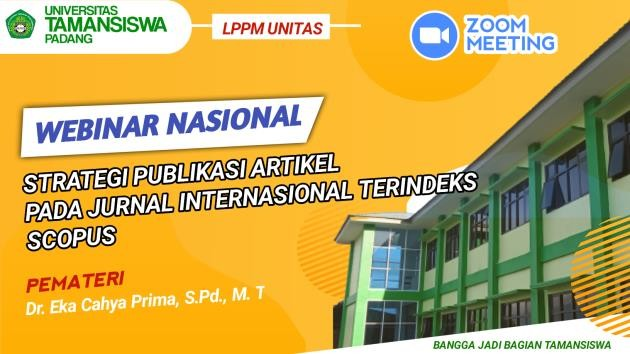 UNIVERSITAS
TAMANSISWA
PADANG
LPPM UNITAS
ZOOM
MEETING
WEBINAR NASIONAL
STRATEGI PUBLIKASI ARTIKEL
PADA JURNAL INTERNASIONAL TERINDEKS
SCOPUS
PEMATERI
Dr. Eka Cahya Prima, S.Pd., M. T
BANGGA JADI BAGIAN TAMANSISWA